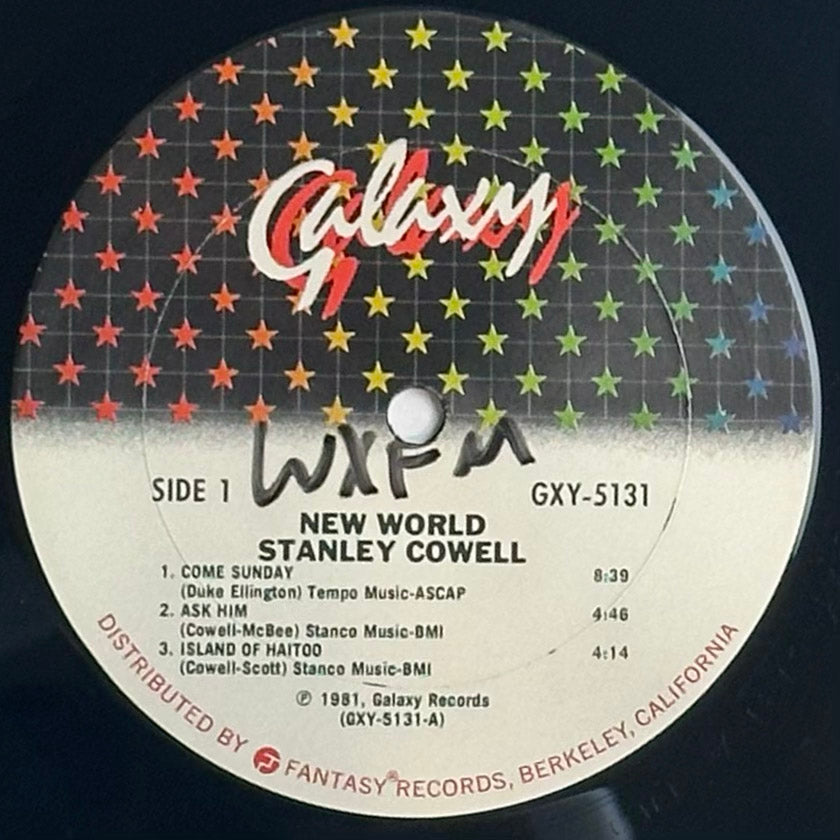 Galaxy
WXFM
SIDE 1
GXY-5131
NEW WORLD
STANLEY COWELL
1. COME SUNDAY 8:39
(Duke Ellington) Tempo Music-ASCAP
2. ASK HIM 4:46
(Cowell-McBee) Stanco Music-BMI
3. ISLAND OF HAITOO 4:14
(Cowell-Scott) Stanco Music-BMI
℗ 1981, Galaxy Records
(GXY-5131-A)
DISTRIBUTED BY FANTASY® RECORDS, BERKELEY, CALIFORNIA